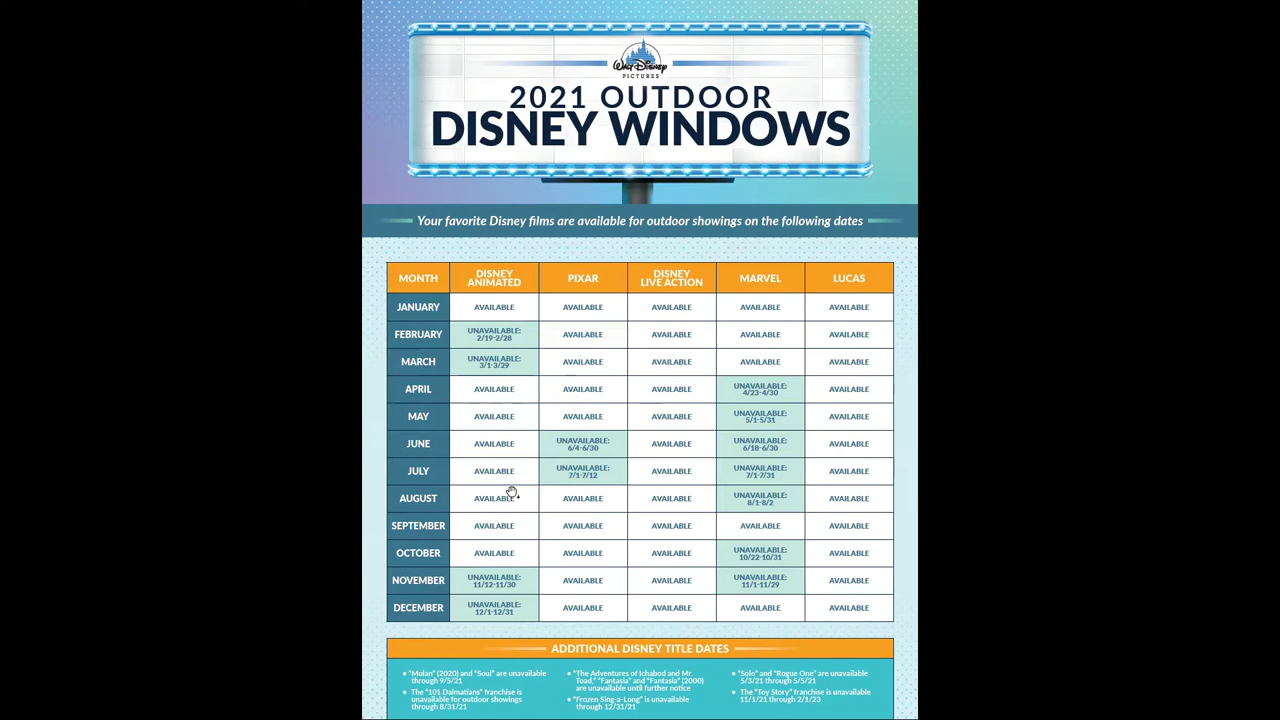 WALT DISNEY
PICTURES
2021 OUTDOOR
DISNEY WINDOWS
Your favorite Disney films are available for outdoor showings on the following dates
MONTH DISNEY ANIMATED PIXAR DISNEY LIVE ACTION MARVEL LUCAS
JANUARY AVAILABLE AVAILABLE AVAILABLE AVAILABLE AVAILABLE
FEBRUARY UNAVAILABLE: 2/19-2/28 AVAILABLE AVAILABLE AVAILABLE AVAILABLE
MARCH UNAVAILABLE: 3/1-3/29 AVAILABLE AVAILABLE AVAILABLE AVAILABLE
APRIL AVAILABLE AVAILABLE AVAILABLE UNAVAILABLE: 4/23-4/30 AVAILABLE
MAY AVAILABLE AVAILABLE AVAILABLE UNAVAILABLE: 5/1-5/31 AVAILABLE
JUNE AVAILABLE UNAVAILABLE: 6/4-6/30 AVAILABLE UNAVAILABLE: 6/18-6/30 AVAILABLE
JULY AVAILABLE UNAVAILABLE: 7/1-7/12 AVAILABLE UNAVAILABLE: 7/1-7/31 AVAILABLE
AUGUST AVAILABLE AVAILABLE AVAILABLE UNAVAILABLE: 8/1-8/2 AVAILABLE
SEPTEMBER AVAILABLE AVAILABLE AVAILABLE AVAILABLE AVAILABLE
OCTOBER AVAILABLE AVAILABLE AVAILABLE UNAVAILABLE: 10/22-10/31 AVAILABLE
NOVEMBER UNAVAILABLE: 11/12-11/30 AVAILABLE AVAILABLE UNAVAILABLE: 11/1-11/29 AVAILABLE
DECEMBER UNAVAILABLE: 12/1-12/31 AVAILABLE AVAILABLE AVAILABLE AVAILABLE
ADDITIONAL DISNEY TITLE DATES
• "Mulan" (2020) and "Soul" are unavailable
through 9/5/21
• The "101 Dalmatians" franchise is
unavailable for outdoor showings
through 8/31/21
• "The Adventures of Ichabod and Mr.
Toad," "Fantasia" and "Fantasia" (2000)
are unavailable until further notice
• "Frozen Sing-a-Long" is unavailable
through 12/31/21
• "Solo" and "Rogue One" are unavailable
5/3/21 through 5/5/21
• The "Toy Story" franchise is unavailable
11/1/21 through 2/1/23